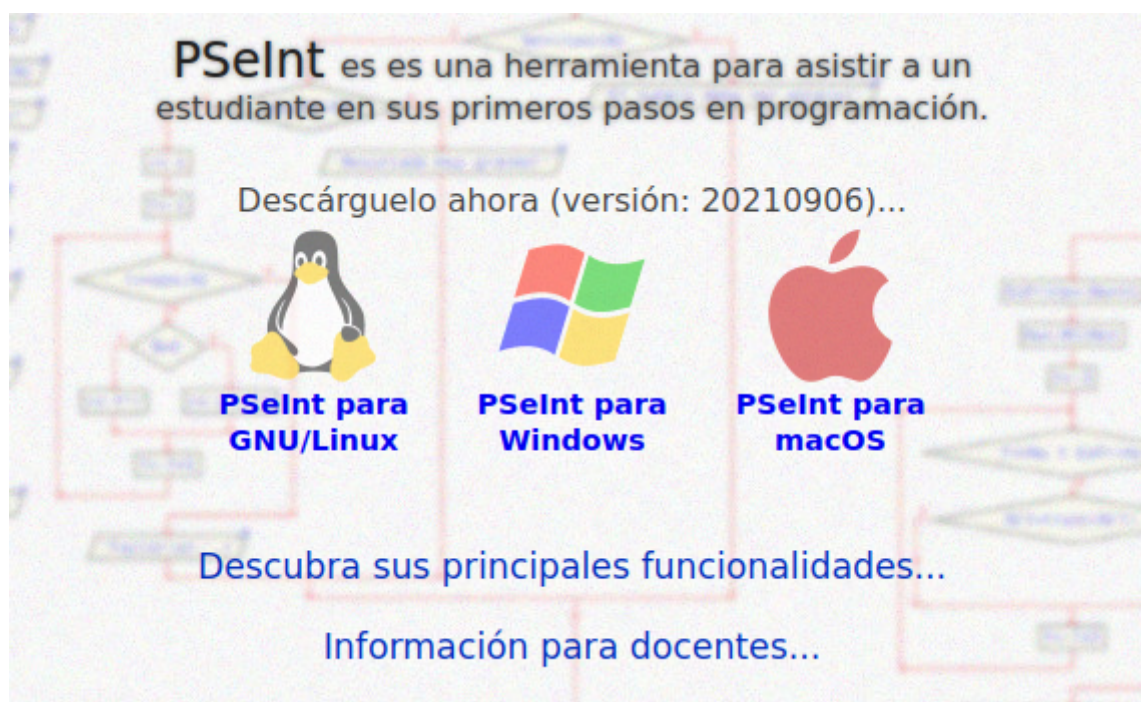 PSeInt es es una herramienta para asistir a un
estudiante en sus primeros pasos en programación.
Descárguelo ahora (versión: 20210906)...
PSeInt para
GNU/Linux
PSeInt para
Windows
PSeInt para
macOS
Descubra sus principales funcionalidades...
Información para docentes...